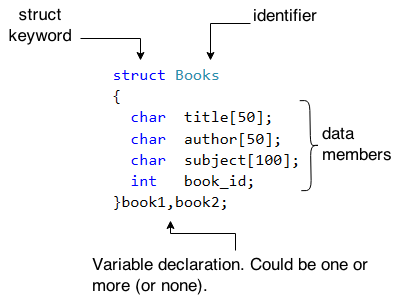 struct
keyword
identifier
struct Books
{
char title[50];
char author[50];
char subject[100];
int book_id;
}book1,book2;
data
members
Variable declaration. Could be one or
more (or none).